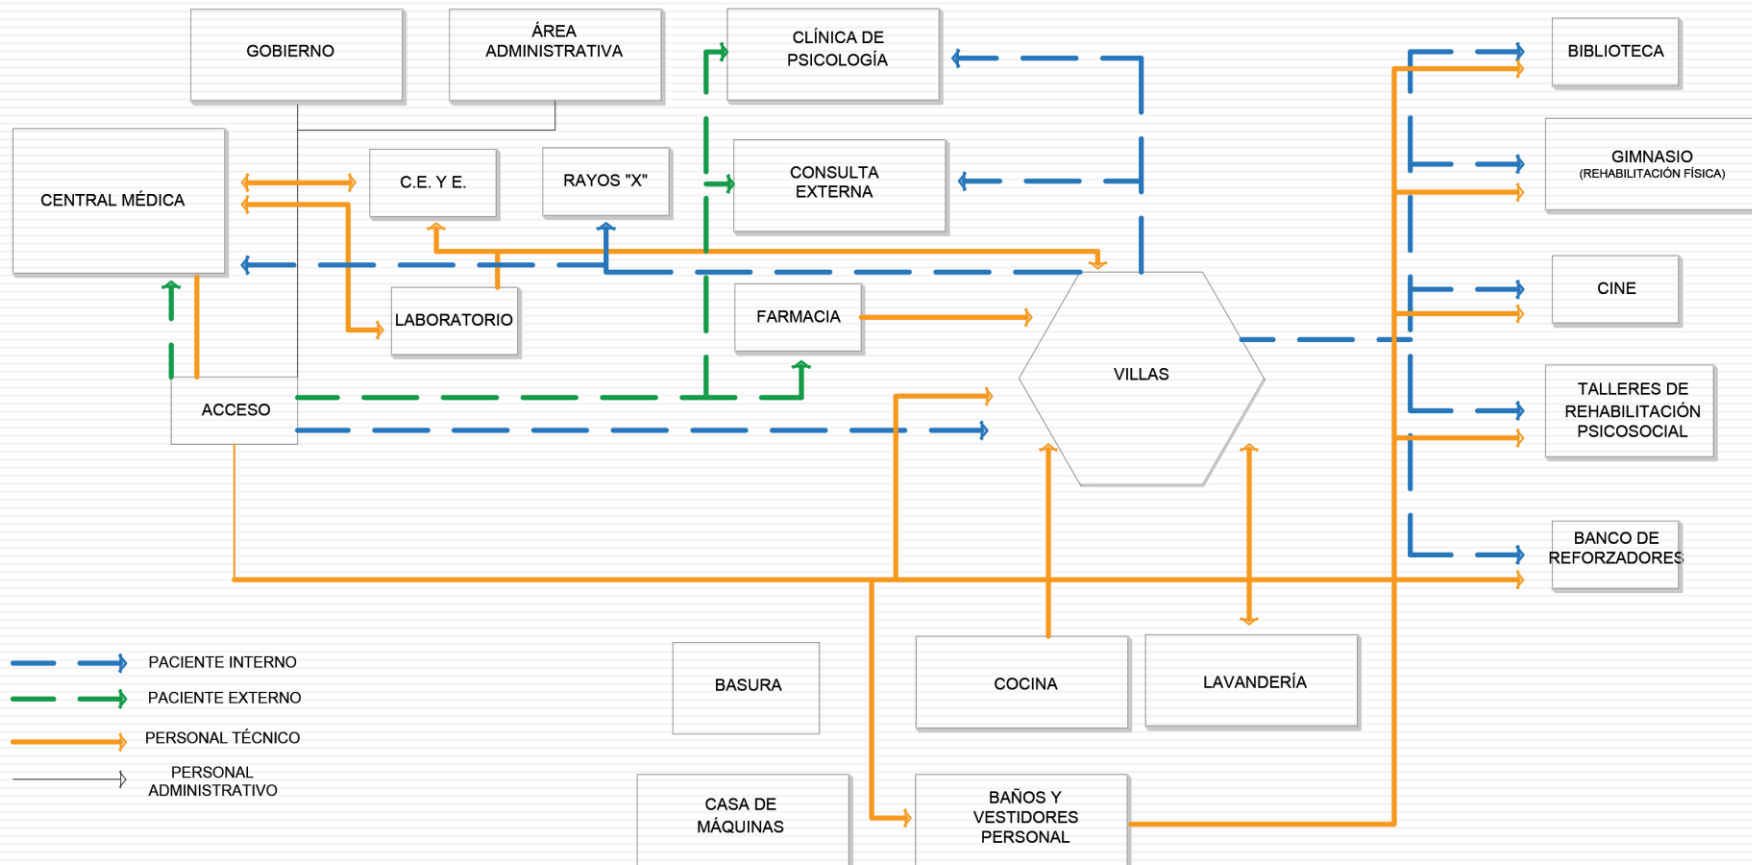 GOBIERNO
ÁREA
ADMINISTRATIVA
CLÍNICA DE
PSICOLOGÍA
BIBLIOTECA
CENTRAL MÉDICA
C.E. Y E.
RAYOS "X"
CONSULTA
EXTERNA
GIMNASIO
(REHABILITACIÓN FÍSICA)
LABORATORIO
FARMACIA
CINE
ACCESO
VILLAS
TALLERES DE
REHABILITACIÓN
PSICOSOCIAL
BANCO DE
REFORZADORES
BASURA
COCINA
LAVANDERÍA
CASA DE
MÁQUINAS
BAÑOS Y
VESTIDORES
PERSONAL
PACIENTE INTERNO
PACIENTE EXTERNO
PERSONAL TÉCNICO
PERSONAL
ADMINISTRATIVO